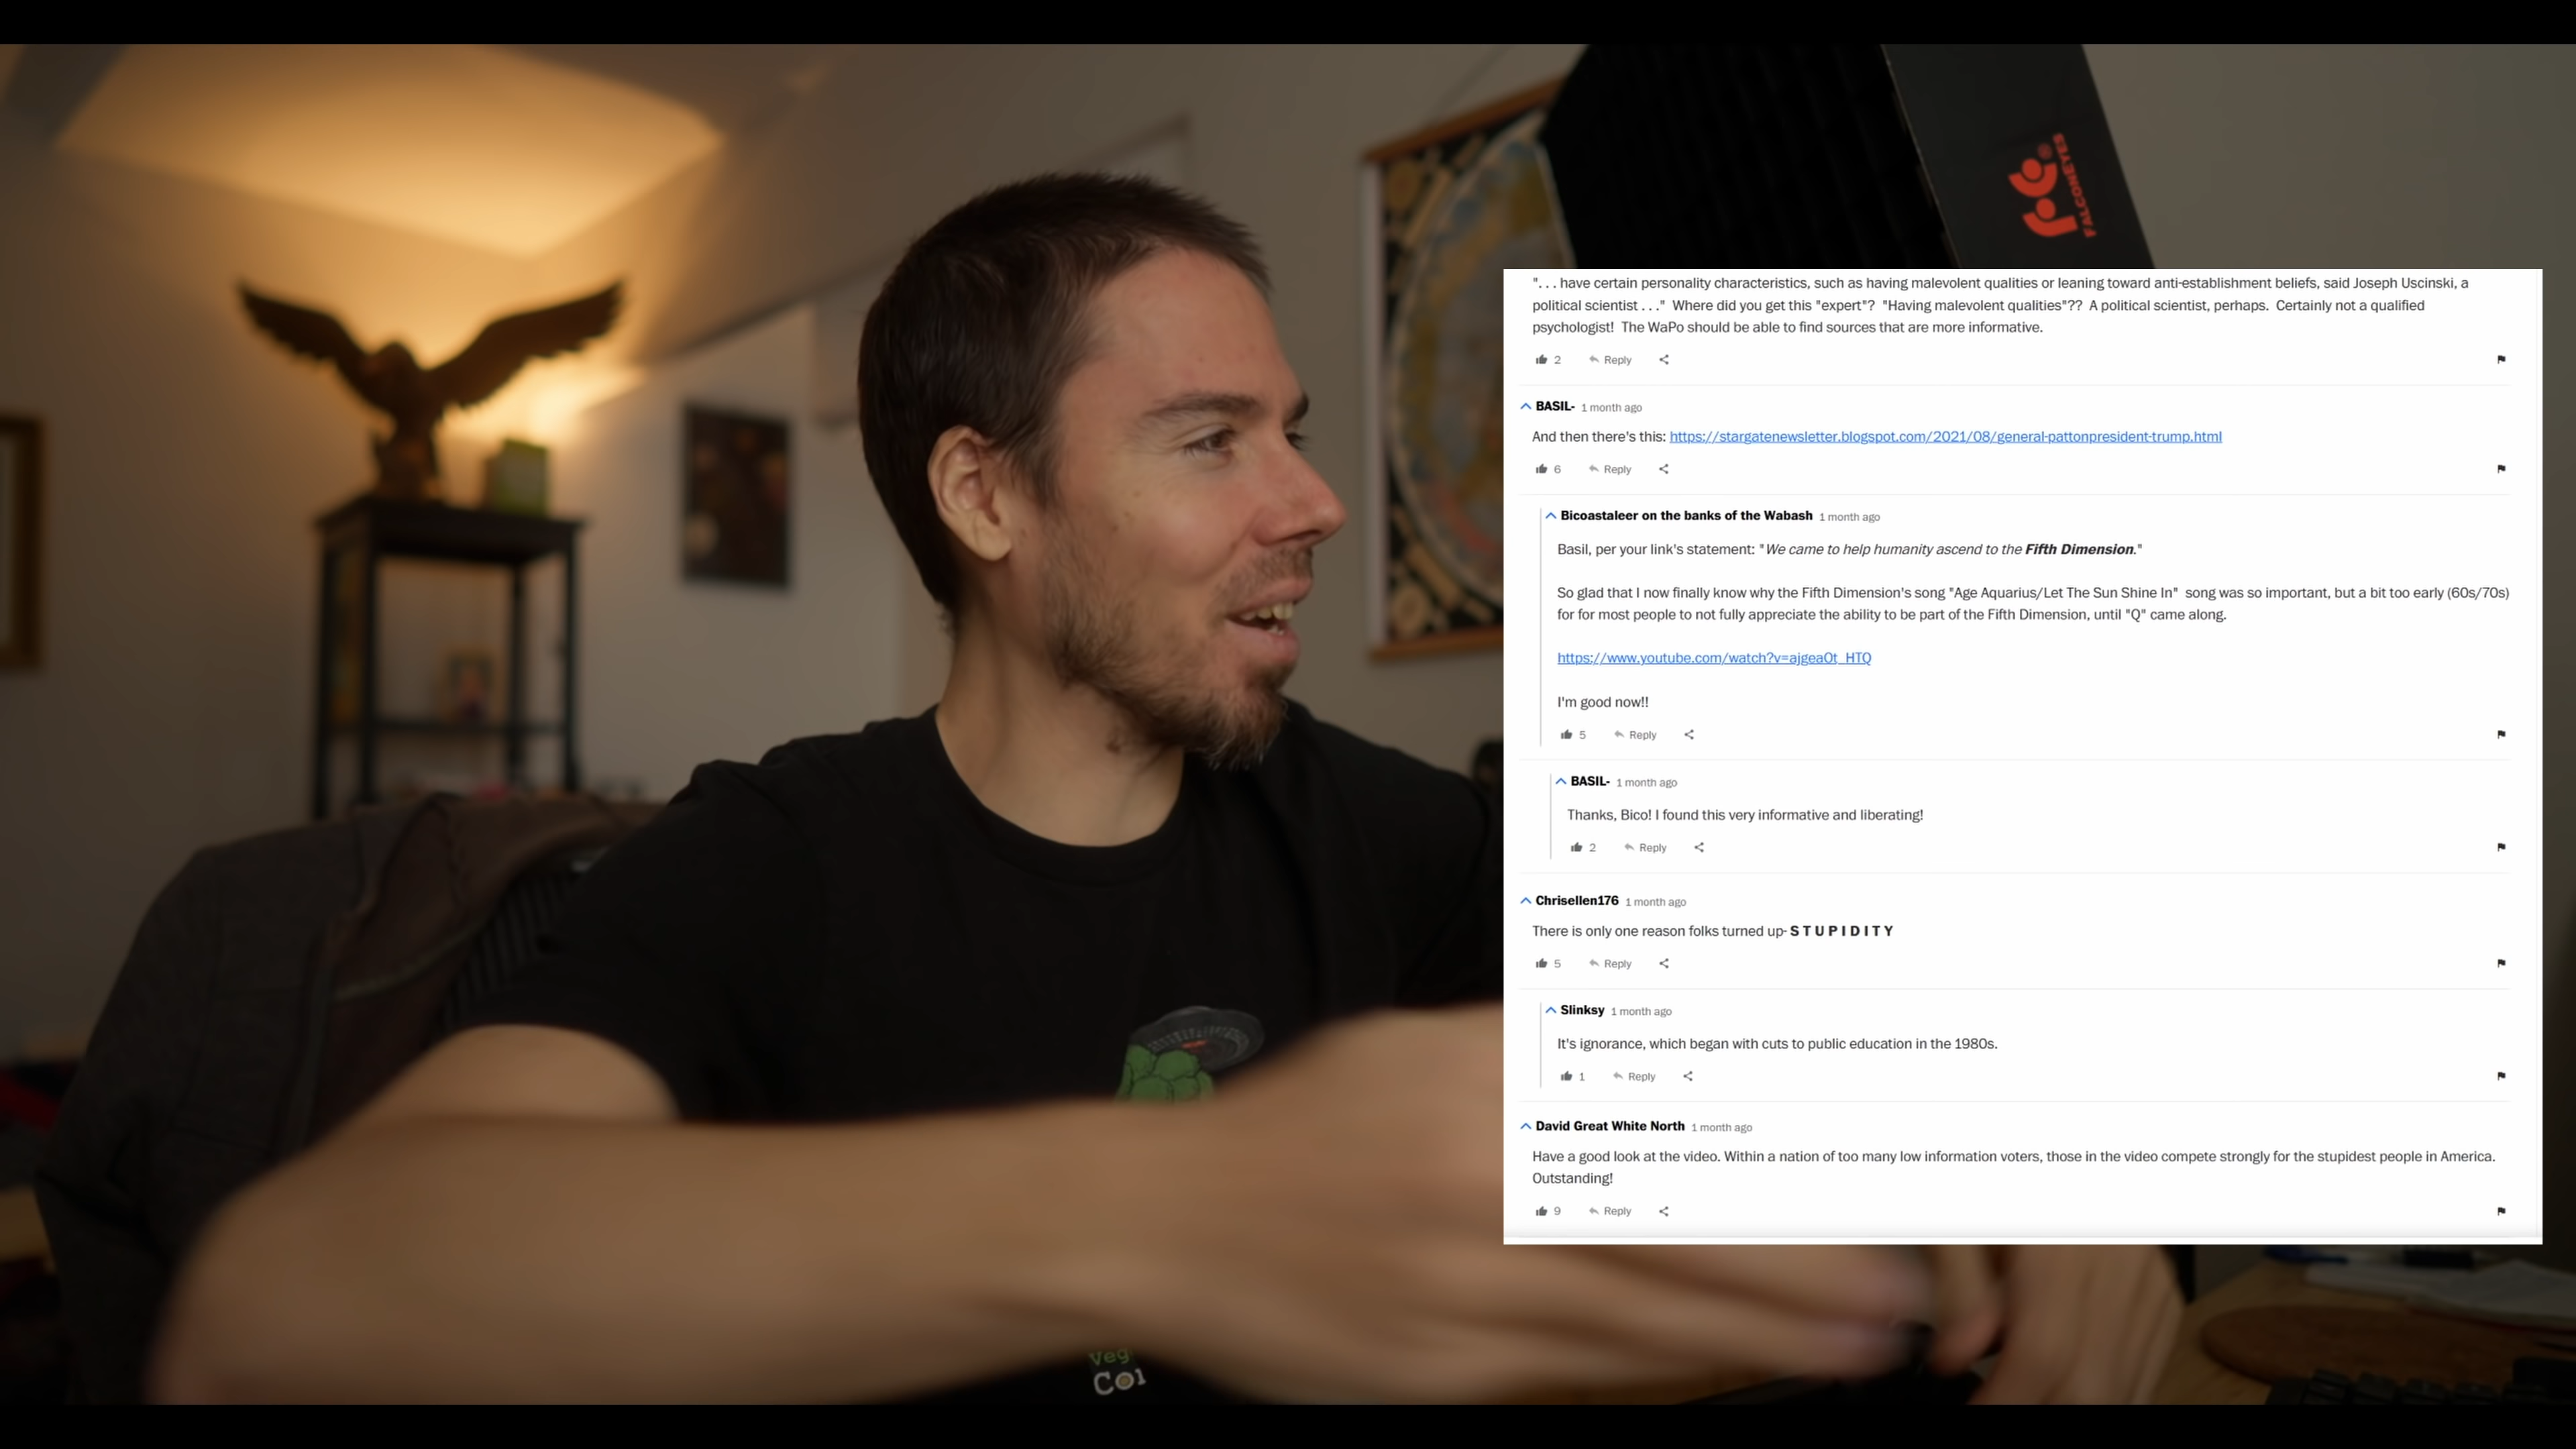 FALCONEYES
"... have certain personality characteristics, such as having malevolent qualities or leaning toward anti-establishment beliefs, said Joseph Uscinski, a
political scientist . . ."  Where did you get this "expert"?  "Having malevolent qualities"??  A political scientist, perhaps.  Certainly not a qualified
psychologist!  The WaPo should be able to find sources that are more informative.
2 Reply
BASIL- 1 month ago
And then there's this: https://stargatenewsletter.blogspot.com/2021/08/general-pattonpresident-trump.html
6 Reply
Bicoastaleer on the banks of the Wabash 1 month ago
Basil, per your link's statement: "We came to help humanity ascend to the Fifth Dimension."
So glad that I now finally know why the Fifth Dimension's song "Age Aquarius/Let The Sun Shine In"  song was so important, but a bit too early (60s/70s)
for for most people to not fully appreciate the ability to be part of the Fifth Dimension, until "Q" came along.
https://www.youtube.com/watch?v=ajgeaOt_HTQ
I'm good now!!
5 Reply
BASIL- 1 month ago
Thanks, Bico! I found this very informative and liberating!
2 Reply
Chrisellen176 1 month ago
There is only one reason folks turned up- S T U P I D I T Y
5 Reply
Slinksy 1 month ago
It's ignorance, which began with cuts to public education in the 1980s.
1 Reply
David Great White North 1 month ago
Have a good look at the video. Within a nation of too many low information voters, those in the video compete strongly for the stupidest people in America.
Outstanding!
9 Reply
Veg
Col